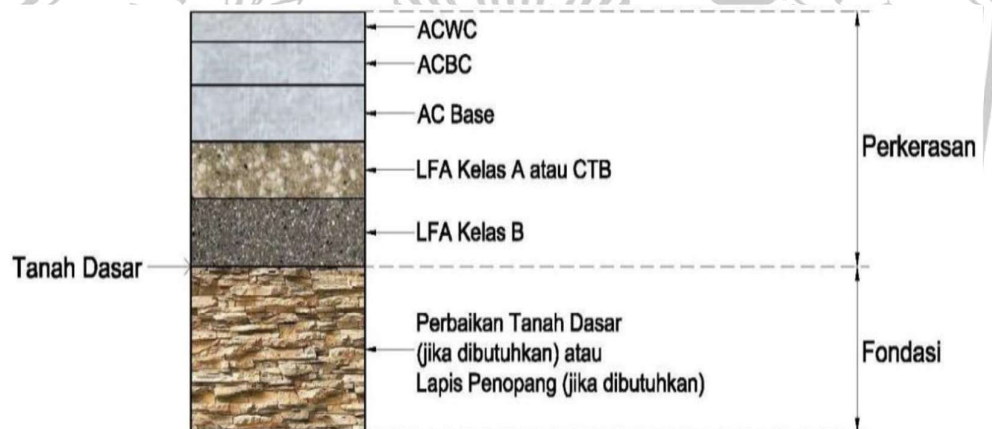 ACWC
ACBC
AC Base
LFA Kelas A atau CTB
LFA Kelas B
Perkerasan
Tanah Dasar
Perbaikan Tanah Dasar
(jika dibutuhkan) atau
Lapis Penopang (jika dibutuhkan)
Fondasi